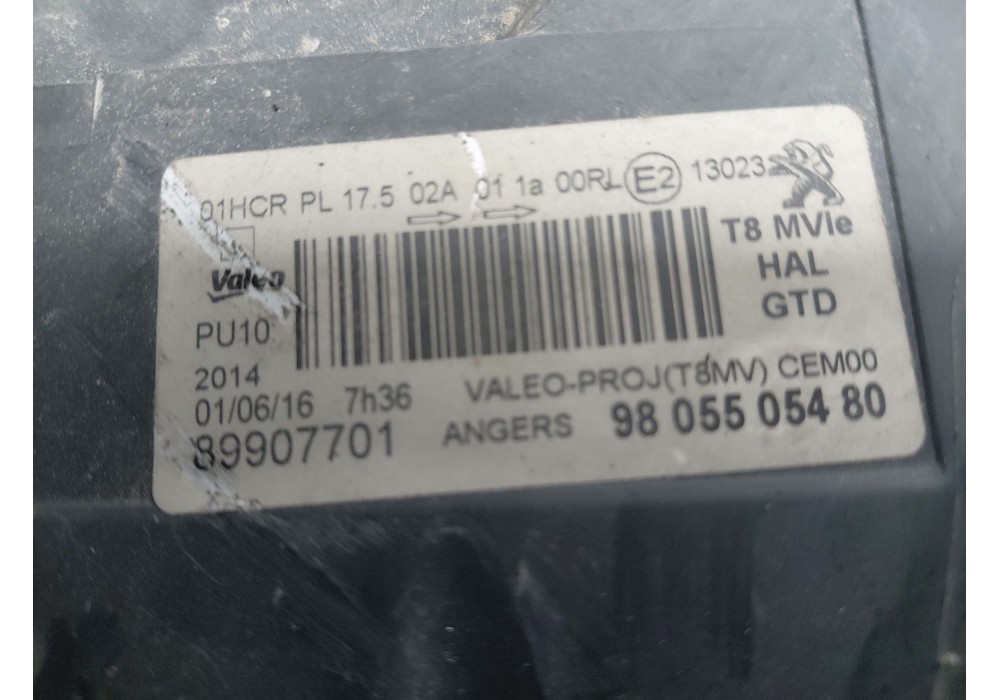 01HCR PL 17.5 02A 01 1a 00RL E2 13023
T8 MVie
HAL
GTD
Valeo
PU10
2014
01/06/16 7h36
VALEO-PROJ(T8MV) CEM00
89907701
ANGERS 98 055 054 80